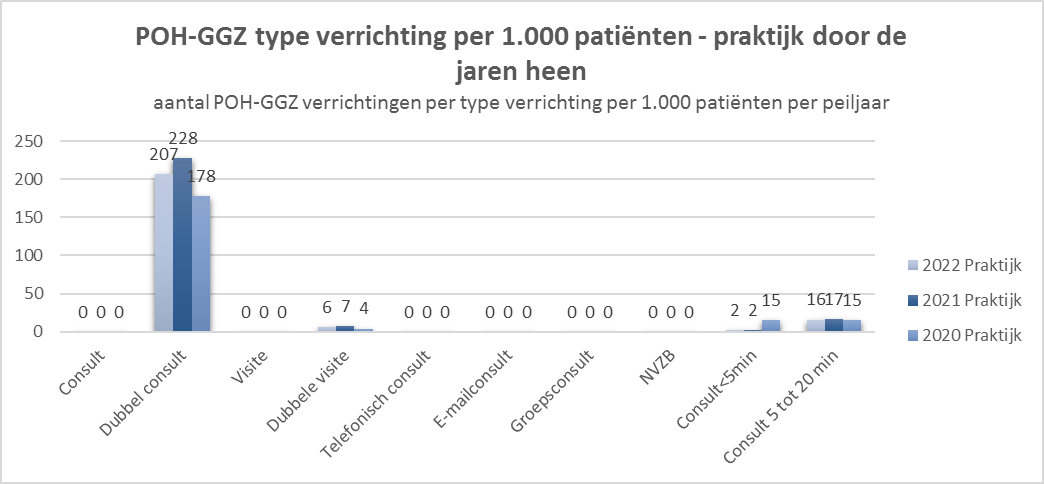 POH-GGZ type verrichting per 1.000 patiënten - praktijk door de
jaren heen
aantal POH-GGZ verrichtingen per type verrichting per 1.000 patiënten per peiljaar
250
200
150
100
50
0
0 0 0
207 228 178
0 0 0
6 7 4
0 0 0
0 0 0
0 0 0
0 0 0
2 2 15
16 17 15
Consult
Dubbel consult
Visite
Dubbele visite
Telefonisch consult
E-mailconsult
Groepsconsult
NVZB
Consult<5min
Consult 5 tot 20 min
2022 Praktijk
2021 Praktijk
2020 Praktijk